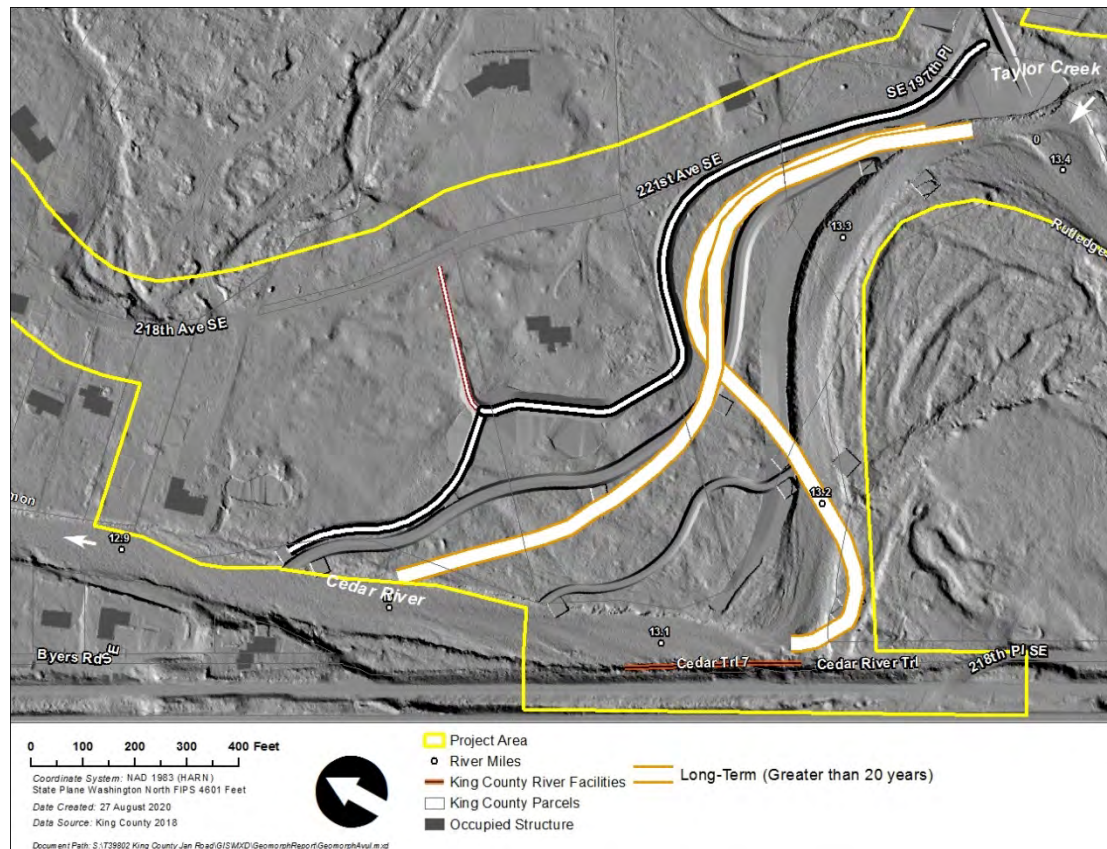 Taylor Creek
SE 197th Pl
0
13.4
221st Ave SE
13.3
Rutledge
218th Ave SE
13.2
12.9
Cedar River
13.1
Byers Rd SE
Cedar Trl 7
Cedar River Trl
218th Pl SE
0 100 200 300 400 Feet
Coordinate System: NAD 1983 (HARN)
State Plane Washington North FIPS 4601 Feet
Date Created: 27 August 2020
Data Source: King County 2018
Document Path: S:\T39802 King County Jan Road\GIS\MXD\GeomorphReport\GeomorphAvul.mxd
Project Area
River Miles
King County River Facilities
King County Parcels
Occupied Structure
Long-Term (Greater than 20 years)